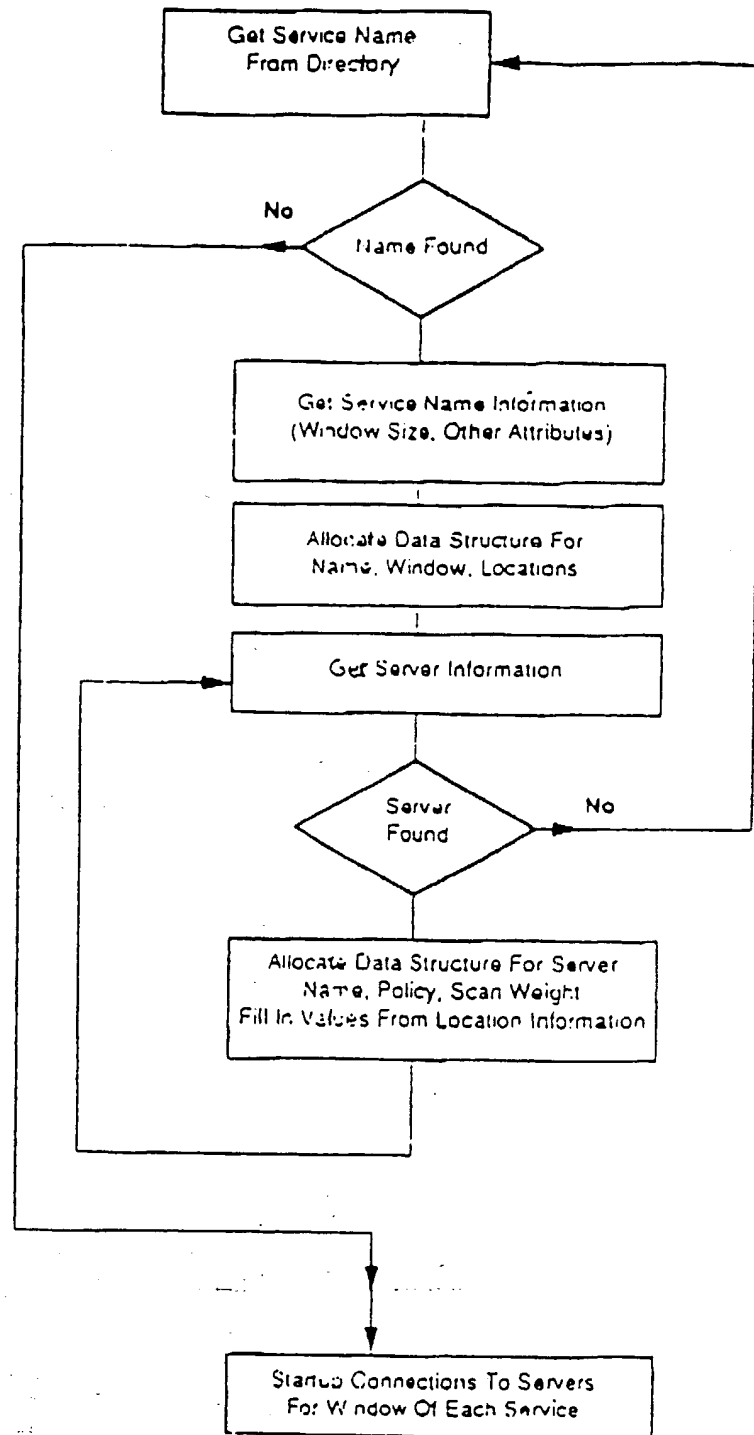 Get Service Name
From Directory
No
Name Found
Get Service Name Information
(Window Size, Other Attributes)
Allocate Data Structure For
Name, Window, Locations
Get Server Information
Server
Found
No
Allocate Data Structure For Server
Name, Policy, Scan Weight
Fill In Values From Location Information
Startup Connections To Servers
For Window Of Each Service